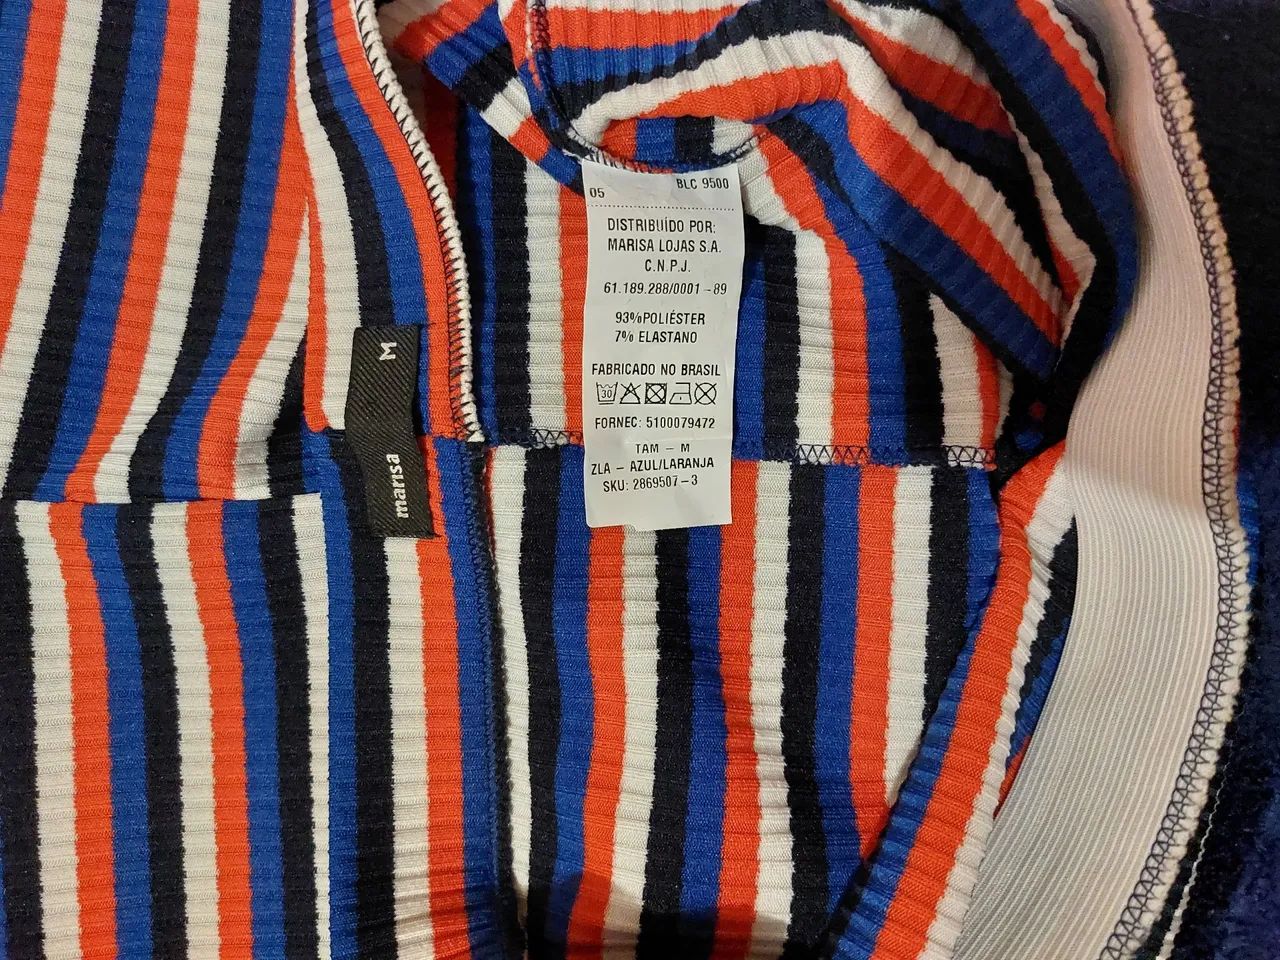 05
BLC 9500
DISTRIBUÍDO POR:
MARISA LOJAS S.A.
C.N.P.J.
61.189.288/0001 -89
93%POLIÉSTER
7% ELASTANO
FABRICADO NO BRASIL
30
FORNEC: 5100079472
TAM - M
ZLA - AZUL/LARANJA
SKU: 2869507-3
M
marisa